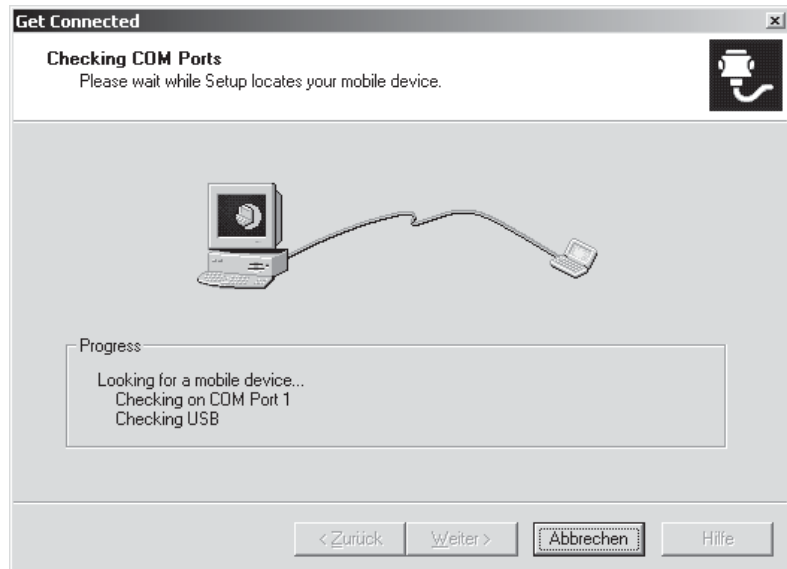 Get Connected
Checking COM Ports
Please wait while Setup locates your mobile device.
Progress
Looking for a mobile device...
Checking on COM Port 1
Checking USB
< Zurück Weiter > Abbrechen Hilfe